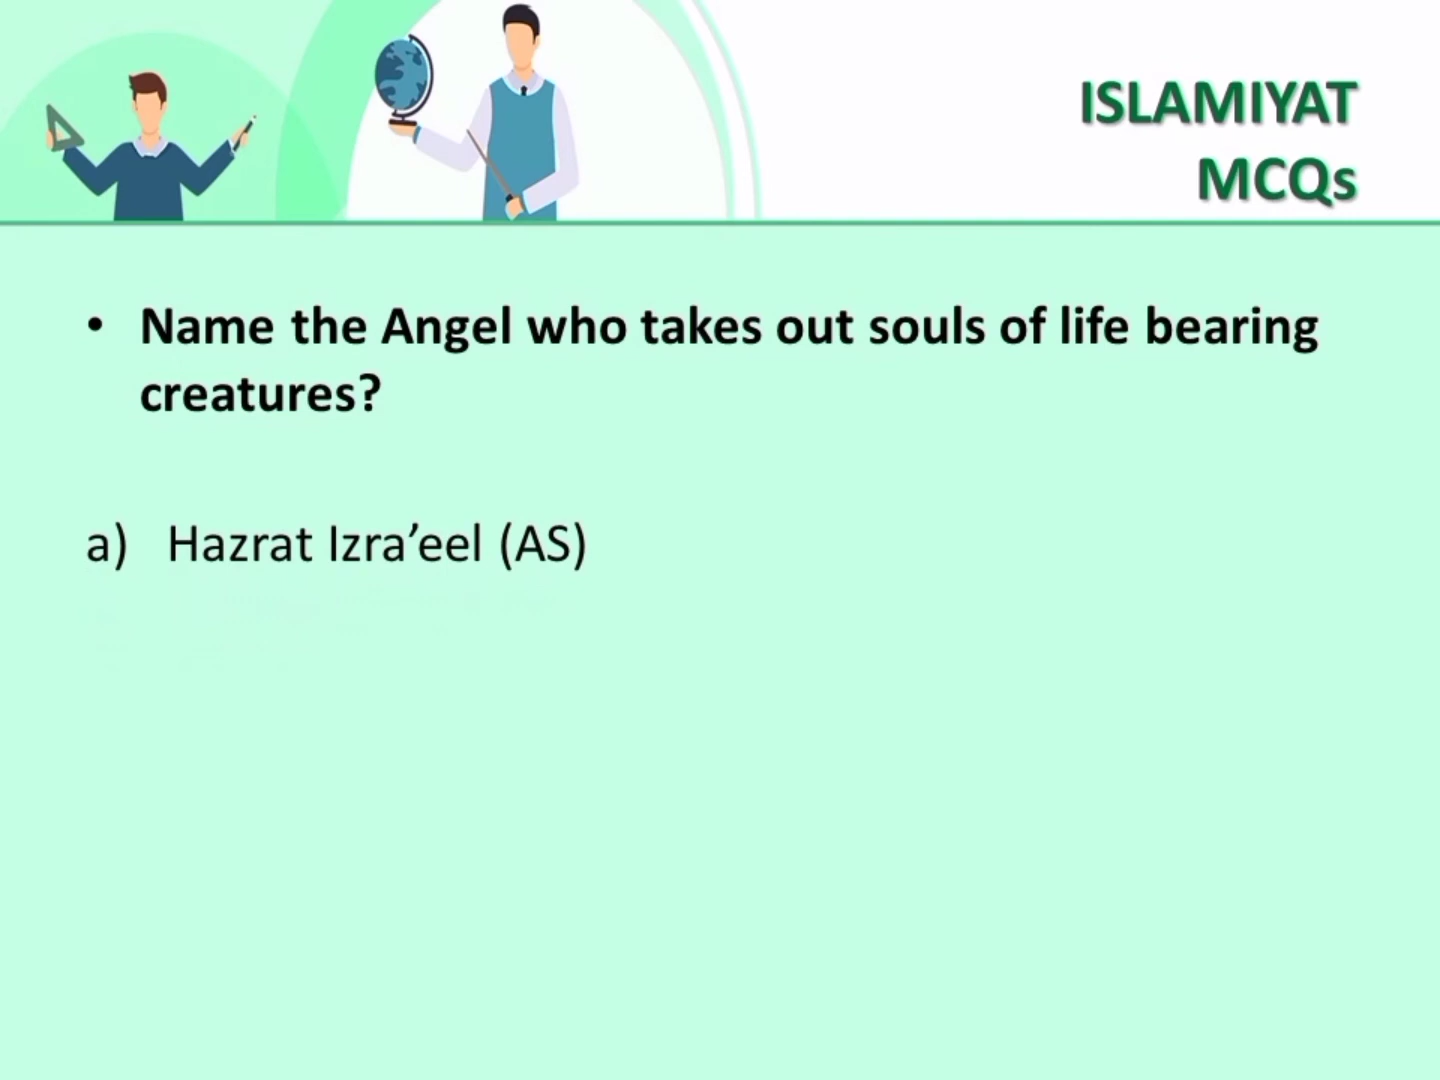 ISLAMIYAT
MCQs
• Name the Angel who takes out souls of life bearing
creatures?
a) Hazrat Izra’eel (AS)